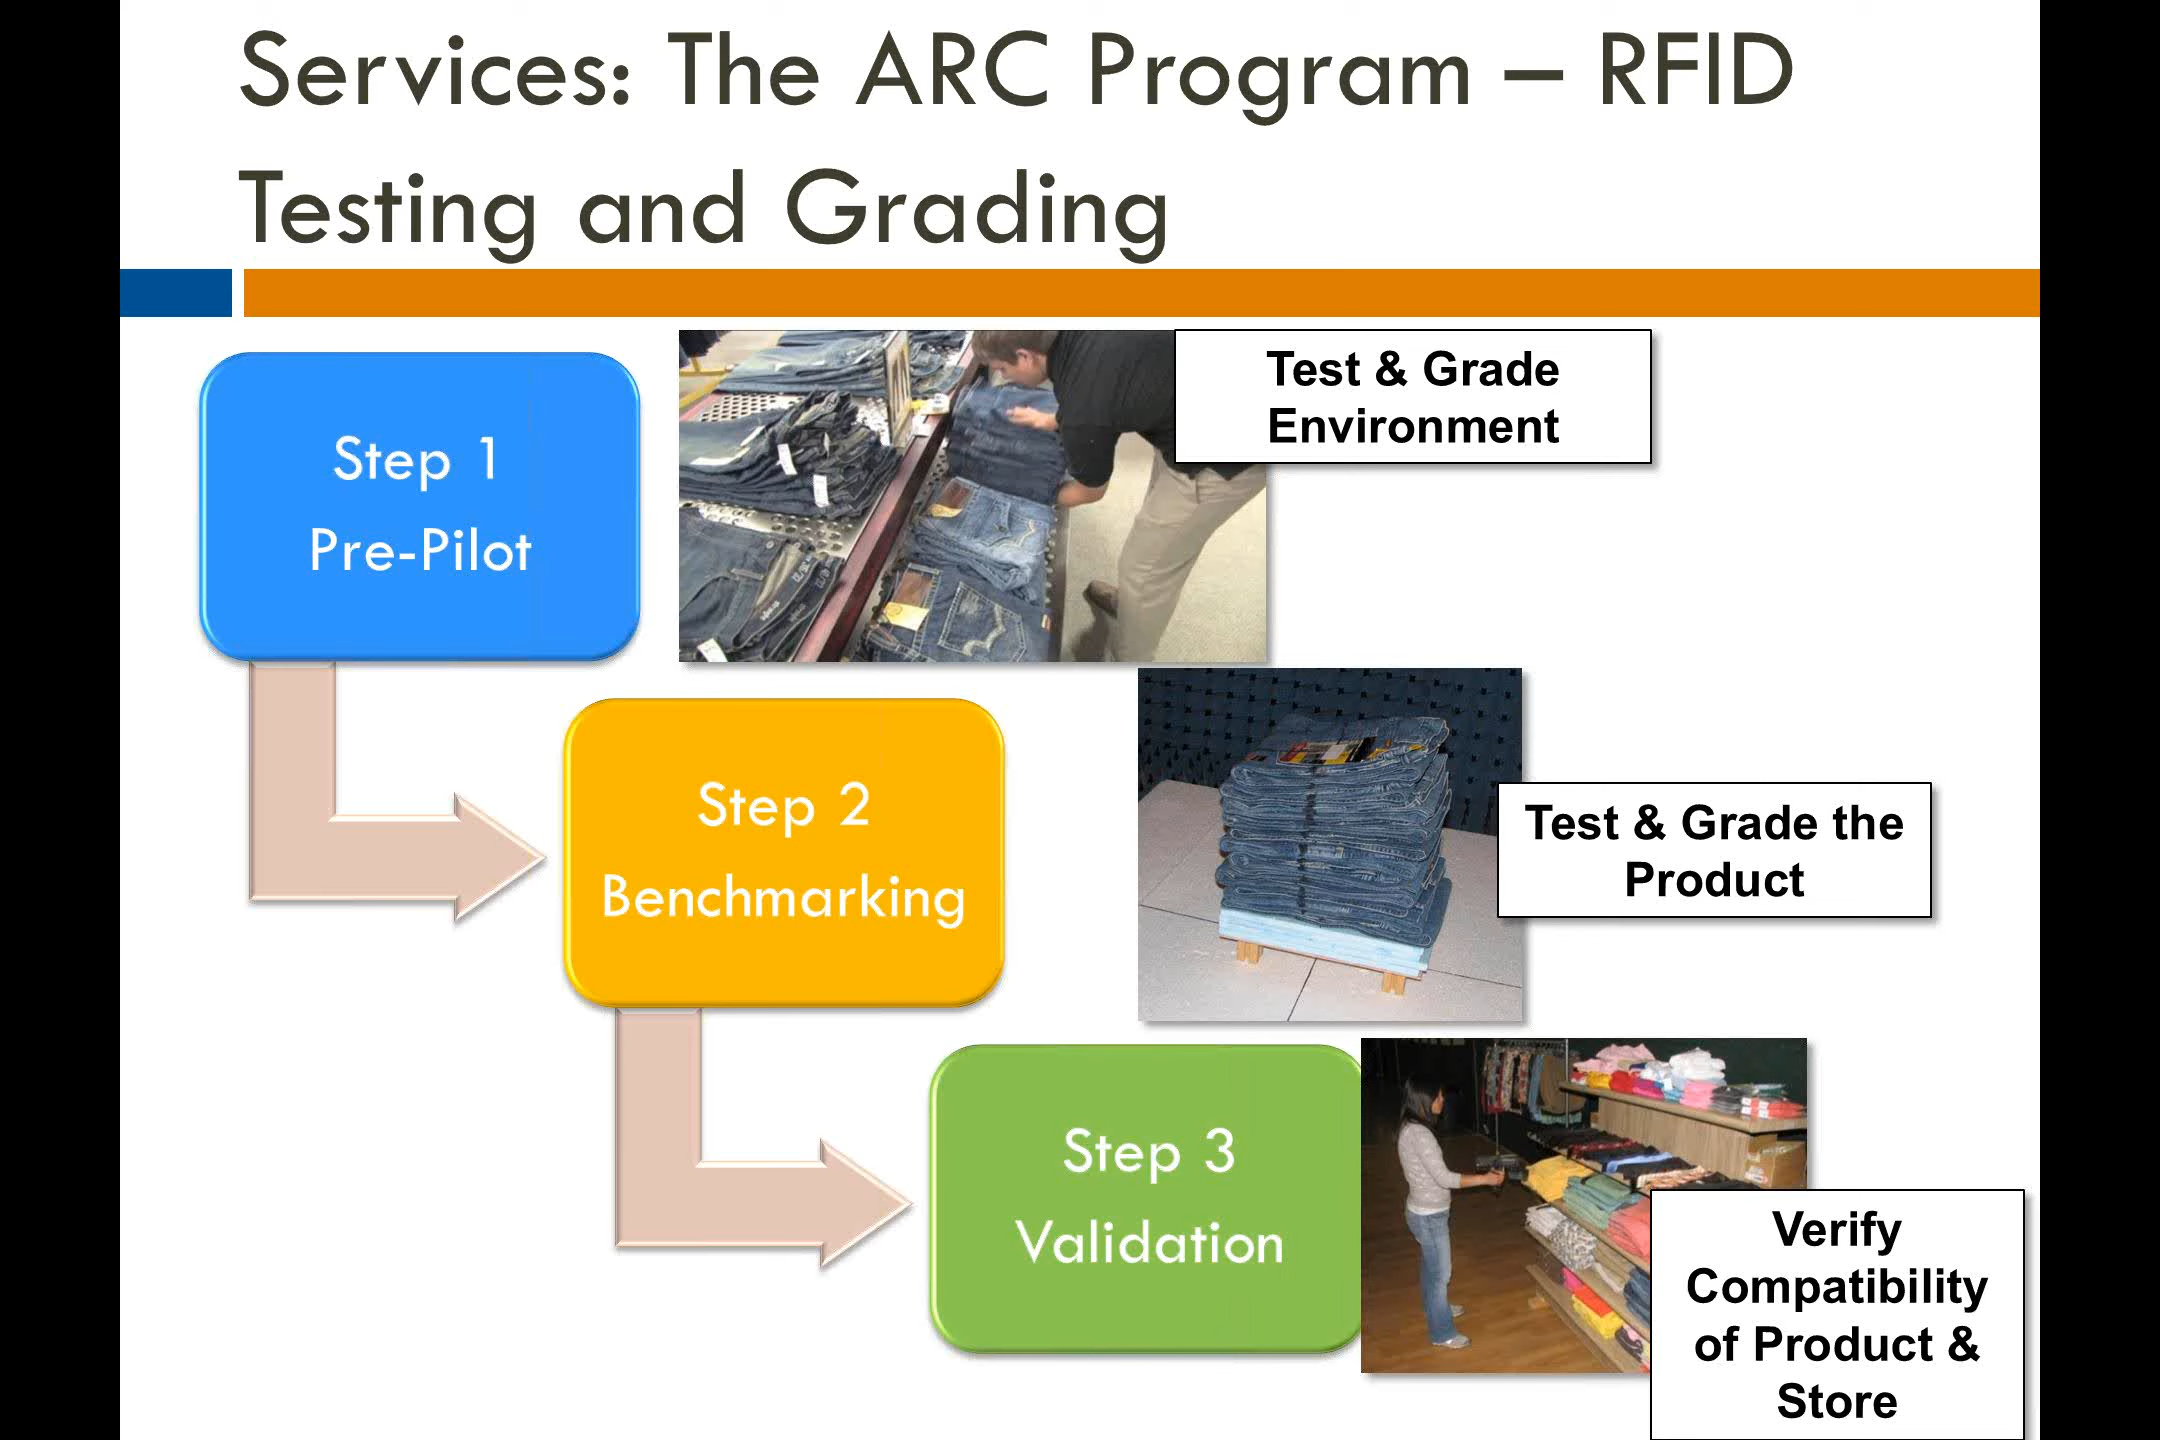 Services: The ARC Program – RFID
Testing and Grading
Step 1
Pre-Pilot
Test & Grade
Environment
Step 2
Benchmarking
Test & Grade the
Product
Step 3
Validation
Verify
Compatibility
of Product &
Store